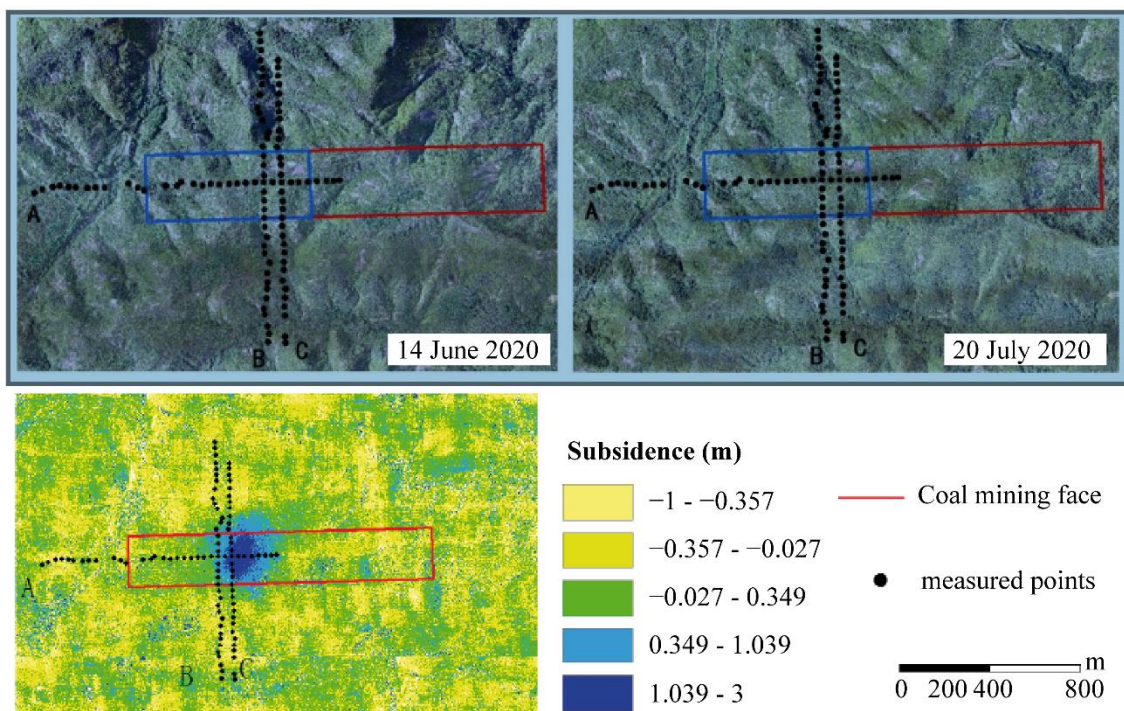 A
B
C
14 June 2020
A
B
C
20 July 2020
A
B
C
Subsidence (m)
−1 - −0.357
−0.357 - −0.027
−0.027 - 0.349
0.349 - 1.039
1.039 - 3
Coal mining face
measured points
m
0 200 400 800